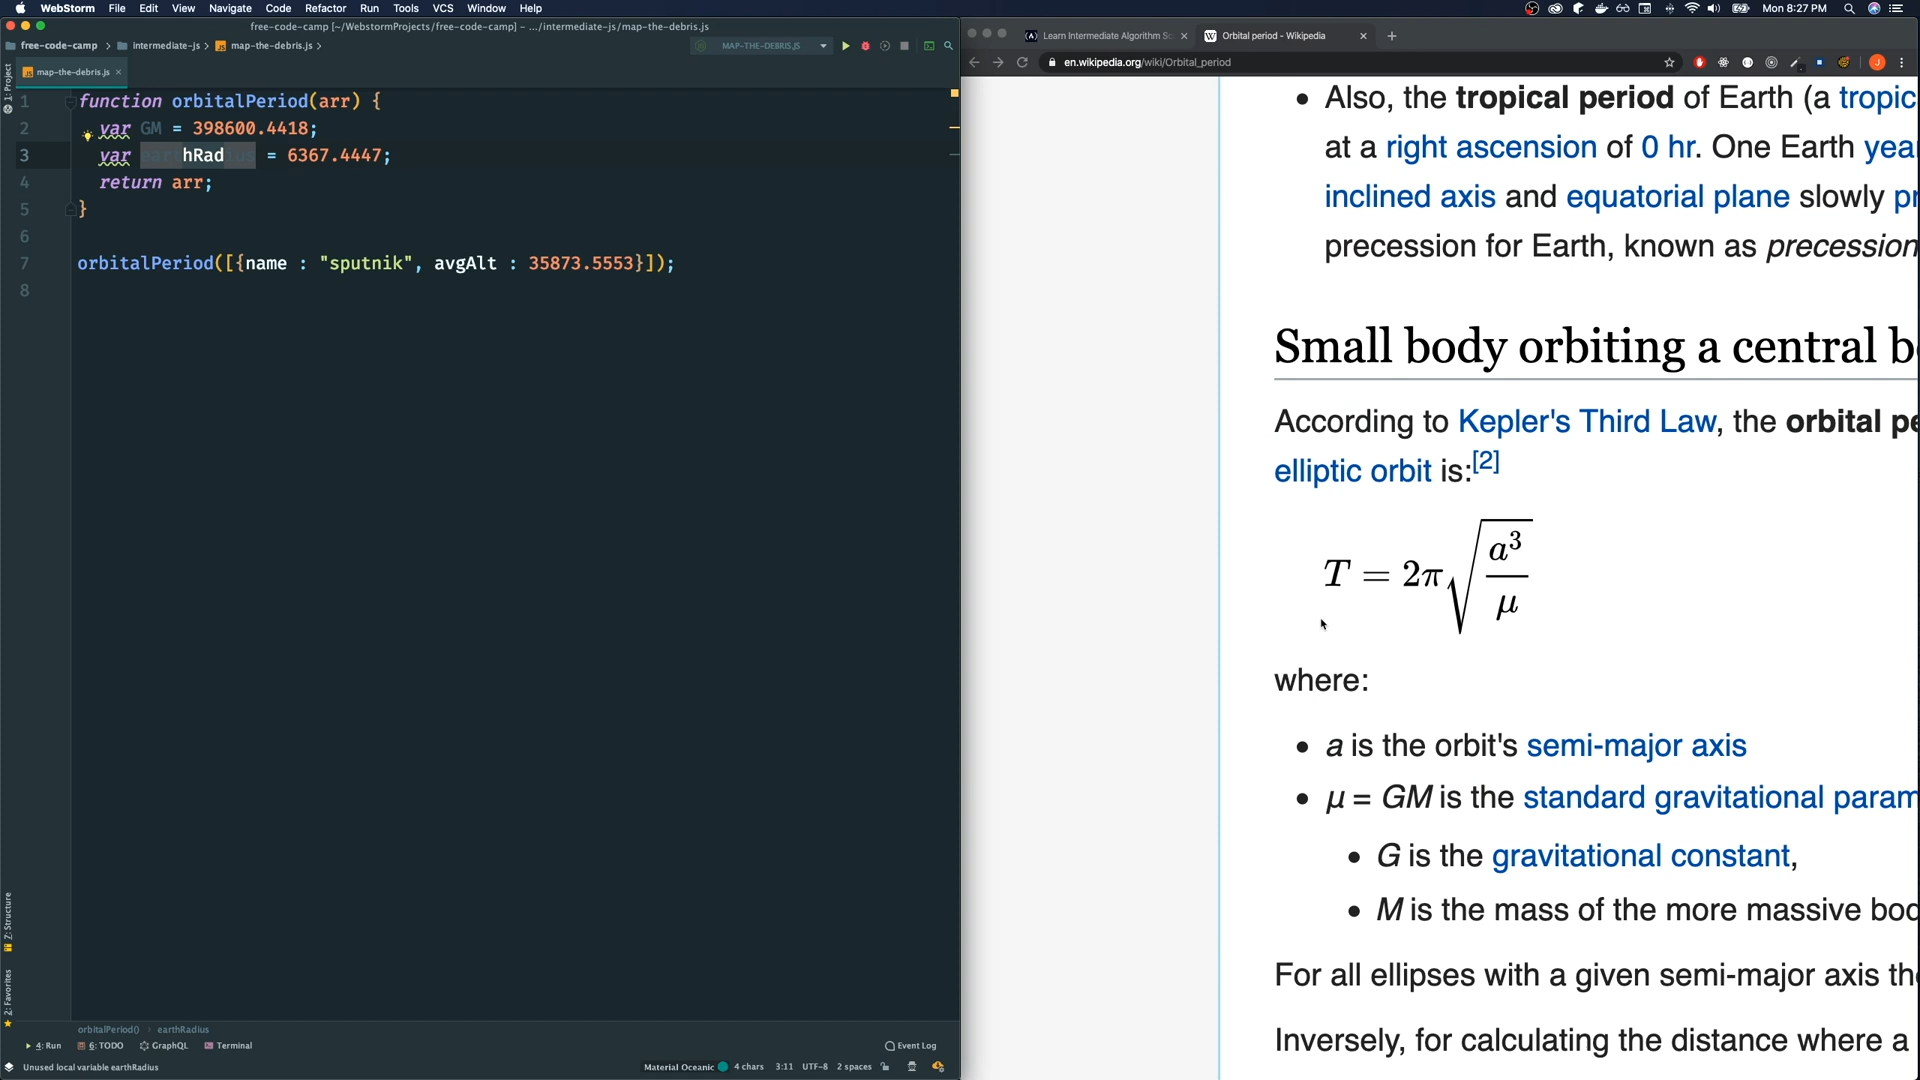 WebStorm File Edit View Navigate Code Refactor Run Tools VCS Window Help Mon 8:27 PM
free-code-camp [~/WebstormProjects/free-code-camp] - .../intermediate-js/map-the-debris.js
free-code-camp intermediate-js map-the-debris.js MAP-THE-DEBRIS.JS
1: Project
map-the-debris.js
1 function orbitalPeriod(arr) {
2 var GM = 398600.4418;
3 var earthRadius = 6367.4447;
4 return arr;
5 }
6
7 orbitalPeriod([{name : "sputnik", avgAlt : 35873.5553}]);
8
Z: Structure
2: Favorites
orbitalPeriod() earthRadius
4: Run 6: TODO GraphQL Terminal Event Log
Unused local variable earthRadius Material Oceanic 4 chars 3:11 UTF-8 2 spaces
Learn Intermediate Algorithm Sc Orbital period - Wikipedia
en.wikipedia.org/wiki/Orbital_period J
• Also, the tropical period of Earth (a tropic
at a right ascension of 0 hr. One Earth yea
inclined axis and equatorial plane slowly pr
precession for Earth, known as precession
Small body orbiting a central b
According to Kepler's Third Law, the orbital pe
elliptic orbit is:[2]
T = 2π√(a³/μ)
where:
• a is the orbit's semi-major axis
• μ = GM is the standard gravitational param
• G is the gravitational constant,
• M is the mass of the more massive bod
For all ellipses with a given semi-major axis the
Inversely, for calculating the distance where a